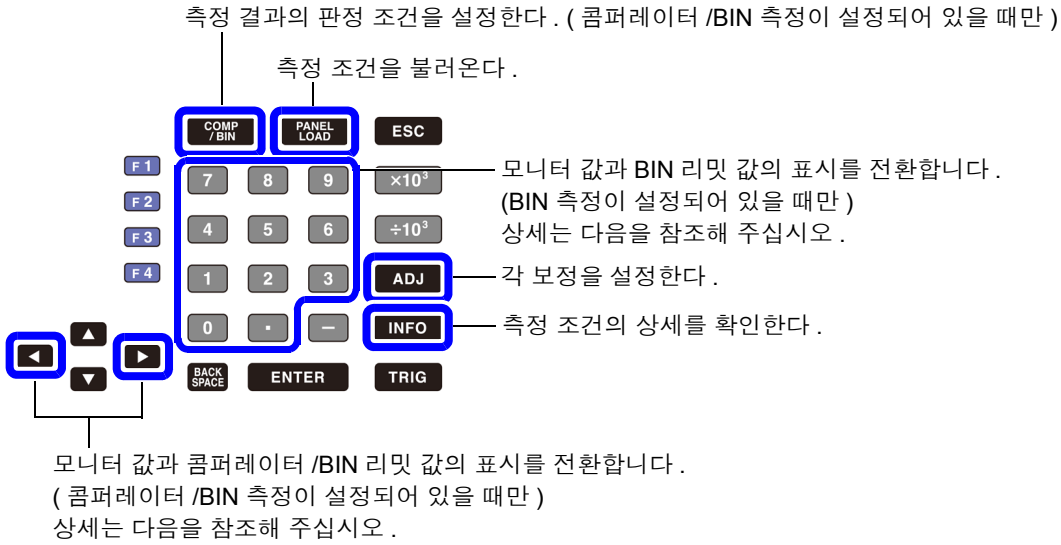 측정 결과의 판정 조건을 설정한다 . ( 콤퍼레이터 /BIN 측정이 설정되어 있을 때만 )
측정 조건을 불러온다 .
COMP
/ BIN
PANEL
LOAD
ESC
F 1
7
8
9
×10³
F 2
F 3
4
5
6
÷10³
F 4
1
2
3
ADJ
0
·
−
INFO
BACK
SPACE
ENTER
TRIG
모니터 값과 BIN 리밋 값의 표시를 전환합니다 .
(BIN 측정이 설정되어 있을 때만 )
상세는 다음을 참조해 주십시오 .
각 보정을 설정한다 .
측정 조건의 상세를 확인한다 .
모니터 값과 콤퍼레이터 /BIN 리밋 값의 표시를 전환합니다 .
( 콤퍼레이터 /BIN 측정이 설정되어 있을 때만 )
상세는 다음을 참조해 주십시오 .